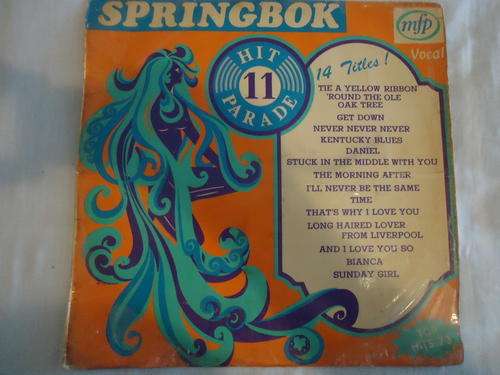 SPRINGBOK
mfp
Vocal
HIT
11
PARADE
14 Titles!
TIE A YELLOW RIBBON
'ROUND THE OLE
OAK TREE
GET DOWN
NEVER NEVER NEVER
KENTUCKY BLUES
DANIEL
STUCK IN THE MIDDLE WITH YOU
THE MORNING AFTER
I'LL NEVER BE THE SAME
TIME
THAT'S WHY I LOVE YOU
LONG HAIRED LOVER
FROM LIVERPOOL
AND I LOVE YOU SO
BIANCA
SUNDAY GIRL